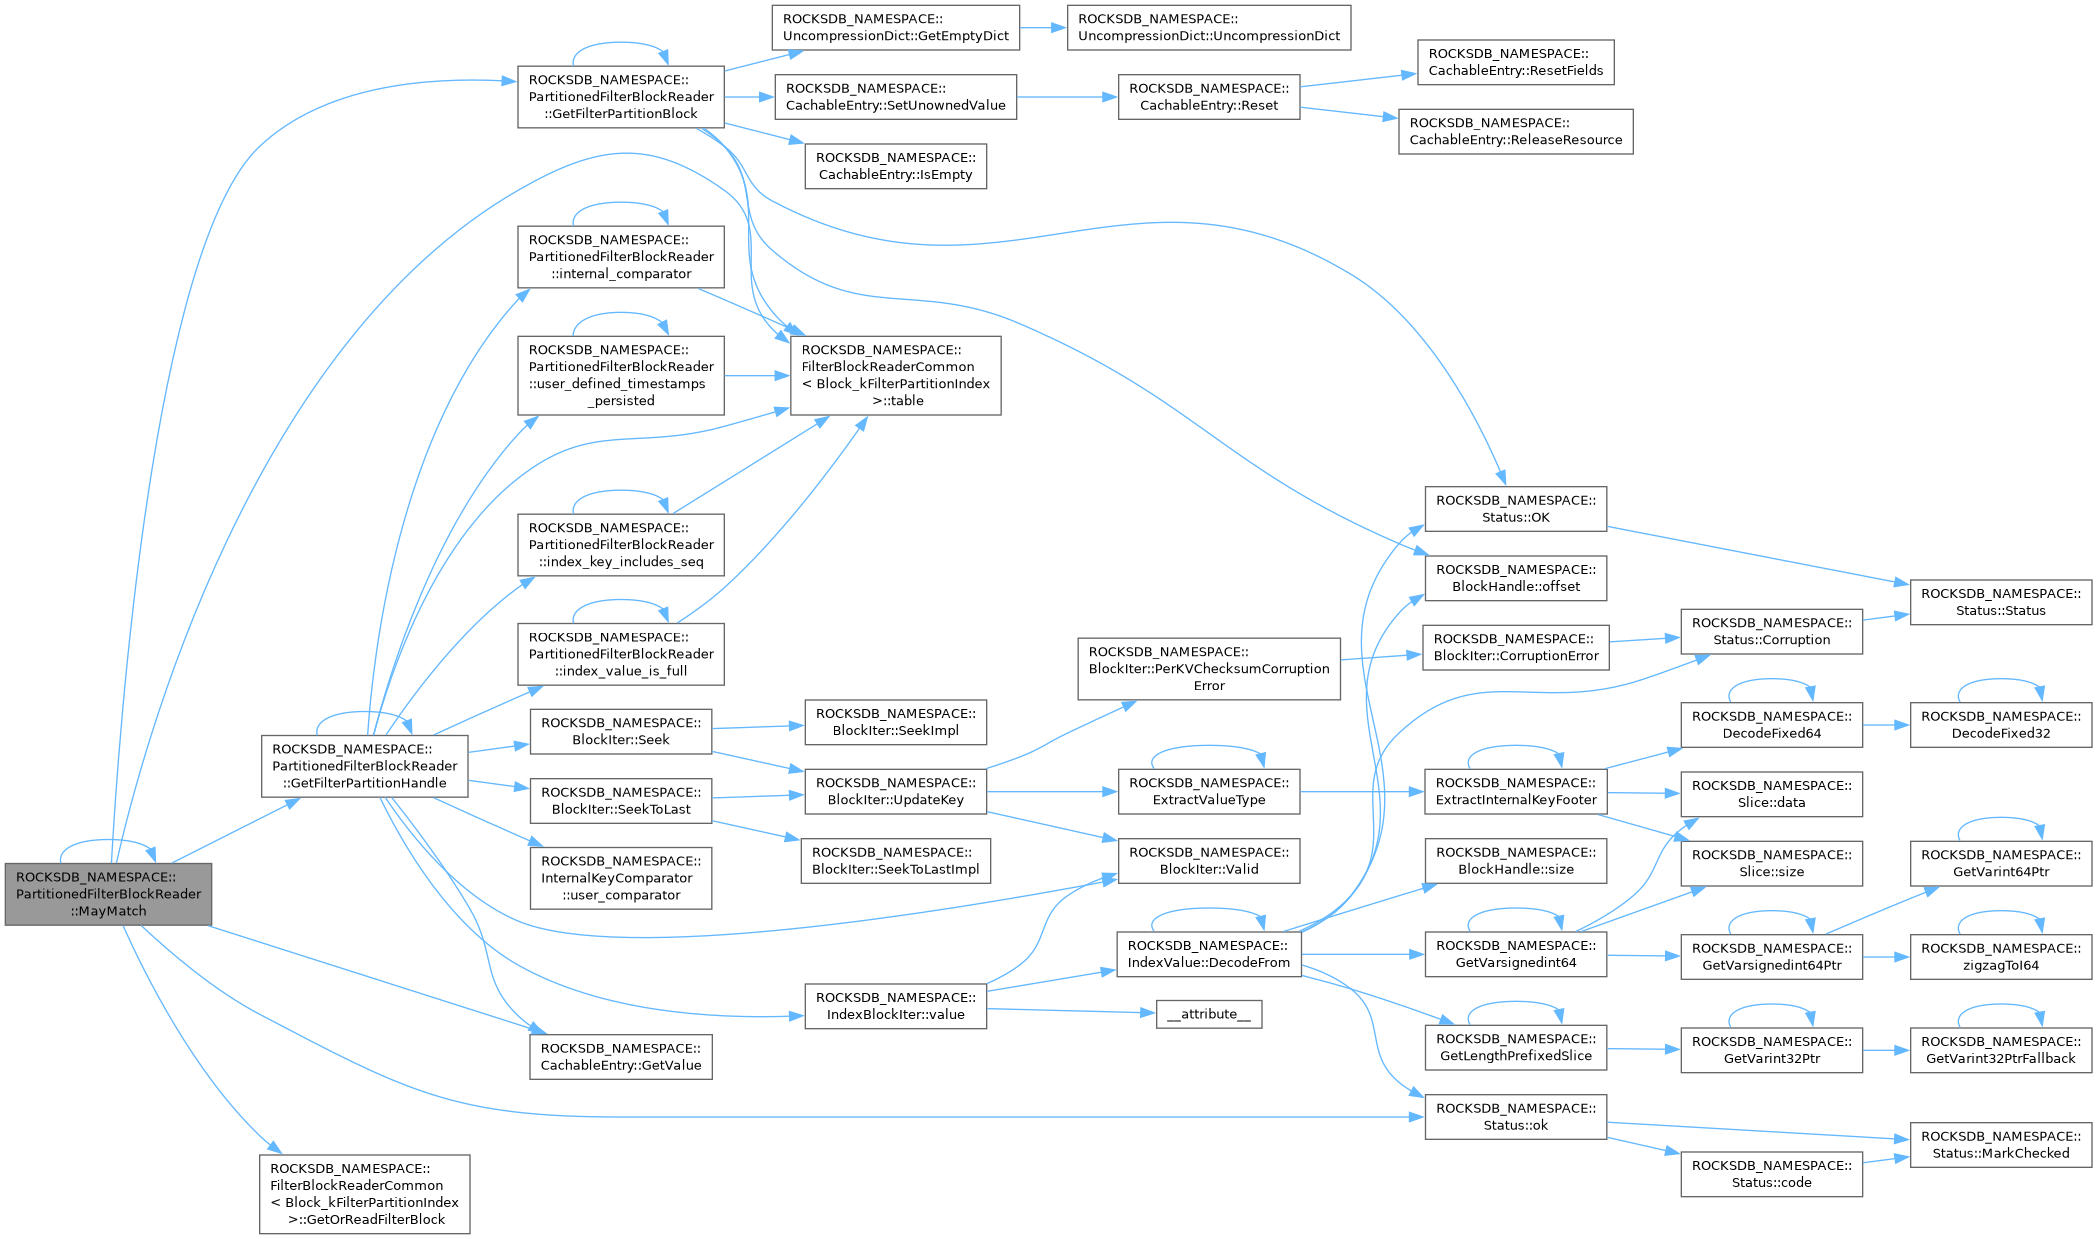 ROCKSDB_NAMESPACE::
PartitionedFilterBlockReader
::MayMatch
ROCKSDB_NAMESPACE::
PartitionedFilterBlockReader
::GetFilterPartitionBlock
ROCKSDB_NAMESPACE::
UncompressionDict::GetEmptyDict
ROCKSDB_NAMESPACE::
UncompressionDict::UncompressionDict
ROCKSDB_NAMESPACE::
CachableEntry::SetUnownedValue
ROCKSDB_NAMESPACE::
CachableEntry::Reset
ROCKSDB_NAMESPACE::
CachableEntry::ResetFields
ROCKSDB_NAMESPACE::
CachableEntry::ReleaseResource
ROCKSDB_NAMESPACE::
CachableEntry::IsEmpty
ROCKSDB_NAMESPACE::
PartitionedFilterBlockReader
::internal_comparator
ROCKSDB_NAMESPACE::
PartitionedFilterBlockReader
::user_defined_timestamps
_persisted
ROCKSDB_NAMESPACE::
FilterBlockReaderCommon
< Block_kFilterPartitionIndex
>::table
ROCKSDB_NAMESPACE::
PartitionedFilterBlockReader
::index_key_includes_seq
ROCKSDB_NAMESPACE::
PartitionedFilterBlockReader
::index_value_is_full
ROCKSDB_NAMESPACE::
PartitionedFilterBlockReader
::GetFilterPartitionHandle
ROCKSDB_NAMESPACE::
BlockIter::Seek
ROCKSDB_NAMESPACE::
BlockIter::SeekImpl
ROCKSDB_NAMESPACE::
BlockIter::SeekToLast
ROCKSDB_NAMESPACE::
BlockIter::UpdateKey
ROCKSDB_NAMESPACE::
BlockIter::SeekToLastImpl
ROCKSDB_NAMESPACE::
InternalKeyComparator
::user_comparator
ROCKSDB_NAMESPACE::
BlockIter::PerKVChecksumCorruption
Error
ROCKSDB_NAMESPACE::
ExtractValueType
ROCKSDB_NAMESPACE::
BlockIter::Valid
ROCKSDB_NAMESPACE::
IndexValue::DecodeFrom
__attribute__
ROCKSDB_NAMESPACE::
IndexBlockIter::value
ROCKSDB_NAMESPACE::
CachableEntry::GetValue
ROCKSDB_NAMESPACE::
FilterBlockReaderCommon
< Block_kFilterPartitionIndex
>::GetOrReadFilterBlock
ROCKSDB_NAMESPACE::
Status::OK
ROCKSDB_NAMESPACE::
BlockHandle::offset
ROCKSDB_NAMESPACE::
BlockIter::CorruptionError
ROCKSDB_NAMESPACE::
Status::Corruption
ROCKSDB_NAMESPACE::
Status::Status
ROCKSDB_NAMESPACE::
ExtractInternalKeyFooter
ROCKSDB_NAMESPACE::
DecodeFixed64
ROCKSDB_NAMESPACE::
DecodeFixed32
ROCKSDB_NAMESPACE::
Slice::data
ROCKSDB_NAMESPACE::
Slice::size
ROCKSDB_NAMESPACE::
BlockHandle::size
ROCKSDB_NAMESPACE::
GetVarsignedint64
ROCKSDB_NAMESPACE::
GetVarsignedint64Ptr
ROCKSDB_NAMESPACE::
GetVarint64Ptr
ROCKSDB_NAMESPACE::
zigzagToI64
ROCKSDB_NAMESPACE::
GetLengthPrefixedSlice
ROCKSDB_NAMESPACE::
GetVarint32Ptr
ROCKSDB_NAMESPACE::
GetVarint32PtrFallback
ROCKSDB_NAMESPACE::
Status::ok
ROCKSDB_NAMESPACE::
Status::code
ROCKSDB_NAMESPACE::
Status::MarkChecked